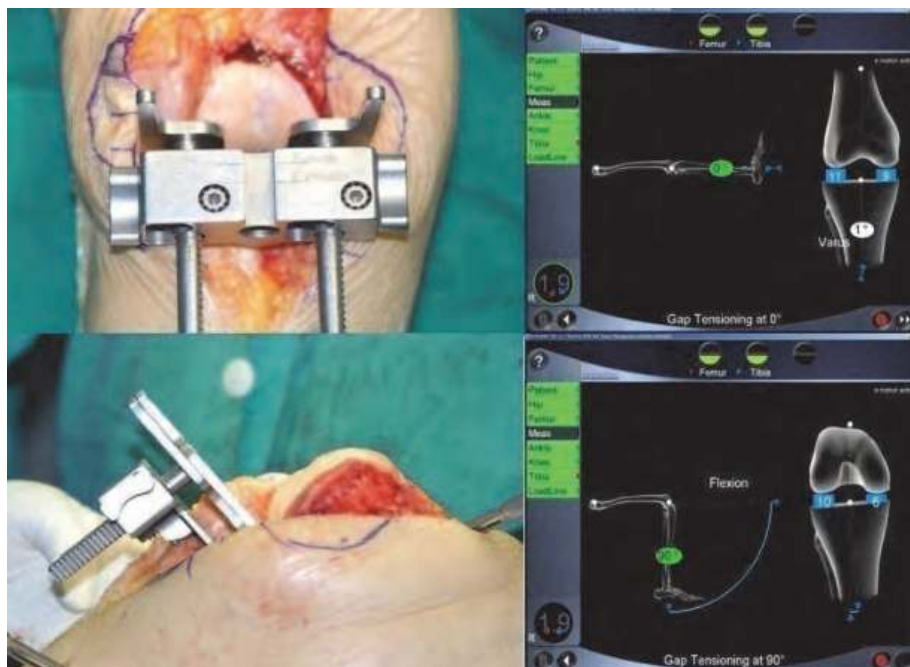 ?
Femur Tibia
Patient
Hip
Femur
Meas
Ankle
Knee
Tibia
LoadLine
0°
11
1°
Varus
1.9
R
Gap Tensioning at 0°
?
Femur Tibia
Patient
Hip
Femur
Meas
Ankle
Knee
Tibia
LoadLine
Flexion
90°
10 6
1.9
R
Gap Tensioning at 90°